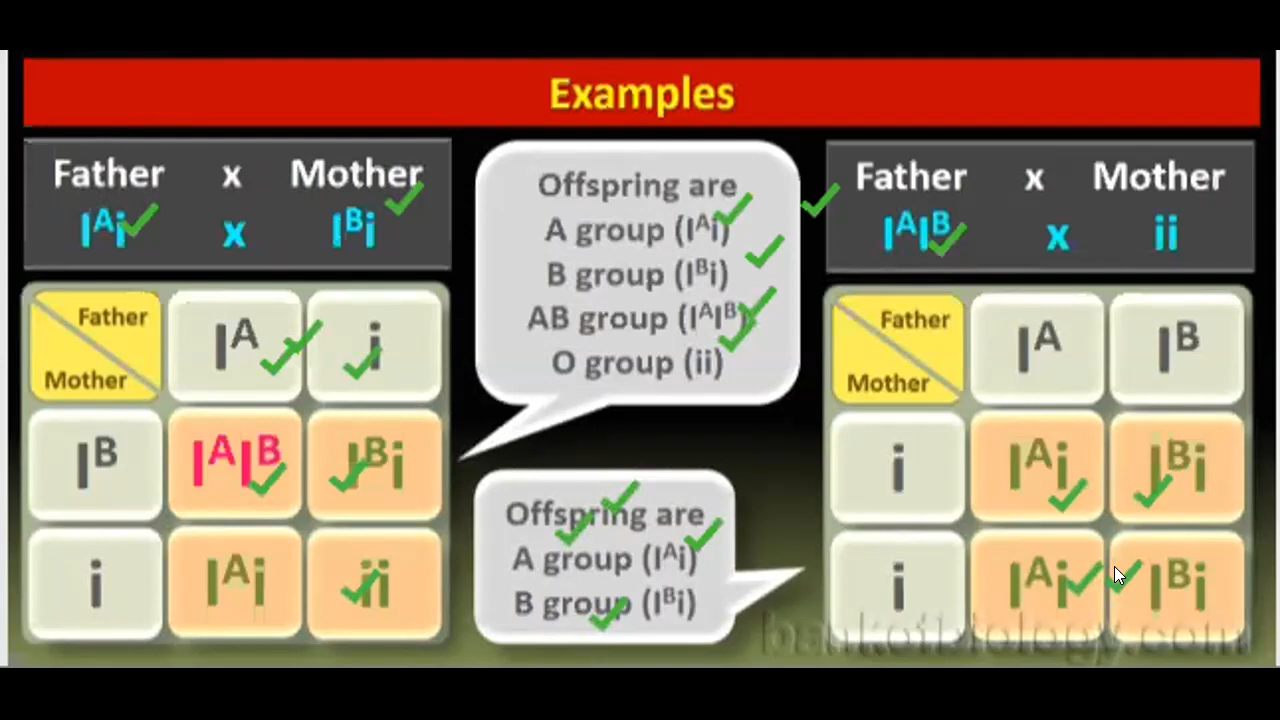 Examples
Father x Mother
Iᴬi x Iᴮi
Father
Mother
Iᴬ i
Iᴮ IᴬIᴮ Iᴮi
i Iᴬi ii
Offspring are
A group (Iᴬi)
B group (Iᴮi)
AB group (IᴬIᴮ)
O group (ii)
Offspring are
A group (Iᴬi)
B group (Iᴮi)
Father x Mother
IᴬIᴮ x ii
Father
Mother
Iᴬ Iᴮ
i Iᴬi Iᴮi
i Iᴬi Iᴮi
bankofbiology.com